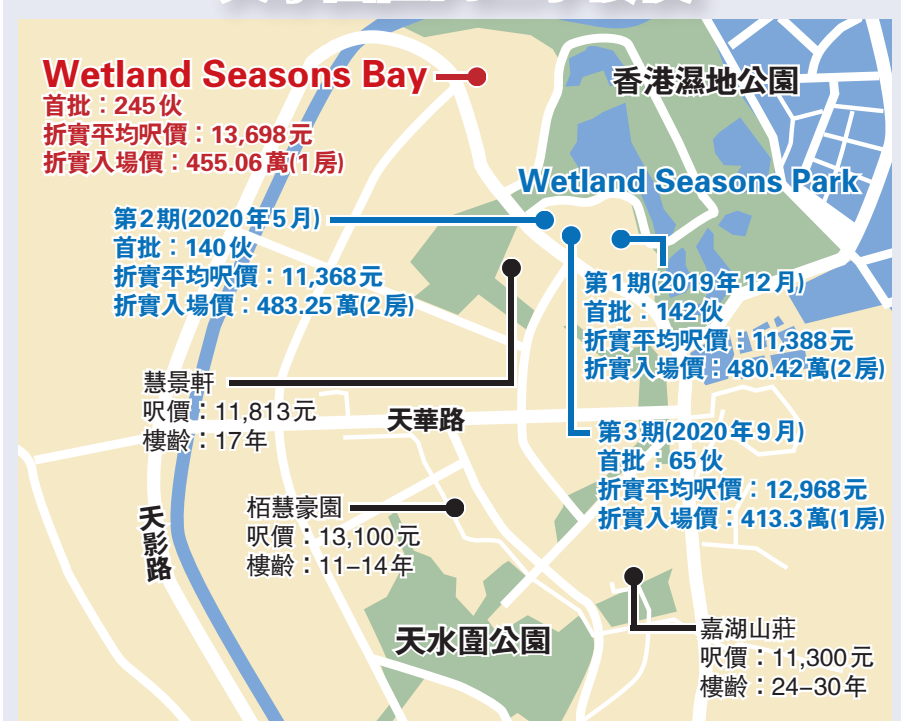 Wetland Seasons Bay
首批：245伙
折實平均呎價：13,698元
折實入場價：455.06萬(1房)
香港濕地公園
Wetland Seasons Park
第2期(2020年5月)
首批：140伙
折實平均呎價：11,368元
折實入場價：483.25萬(2房)
第1期(2019年12月)
首批：142伙
折實平均呎價：11,388元
折實入場價：480.42萬(2房)
慧景軒
呎價：11,813元
樓齡：17年
天華路
第3期(2020年9月)
首批：65伙
折實平均呎價：12,968元
折實入場價：413.3萬(1房)
天影路
栢慧豪園
呎價：13,100元
樓齡：11–14年
天水圍公園
嘉湖山莊
呎價：11,300元
樓齡：24–30年